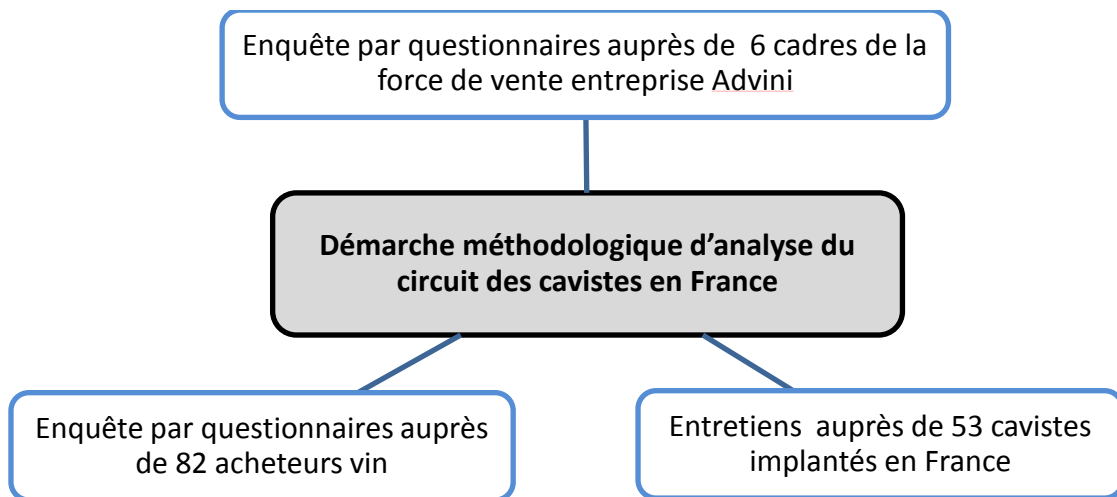 Enquête par questionnaires auprès de 6 cadres de la
force de vente entreprise Advini
Démarche méthodologique d’analyse du
circuit des cavistes en France
Enquête par questionnaires auprès
de 82 acheteurs vin
Entretiens auprès de 53 cavistes
implantés en France